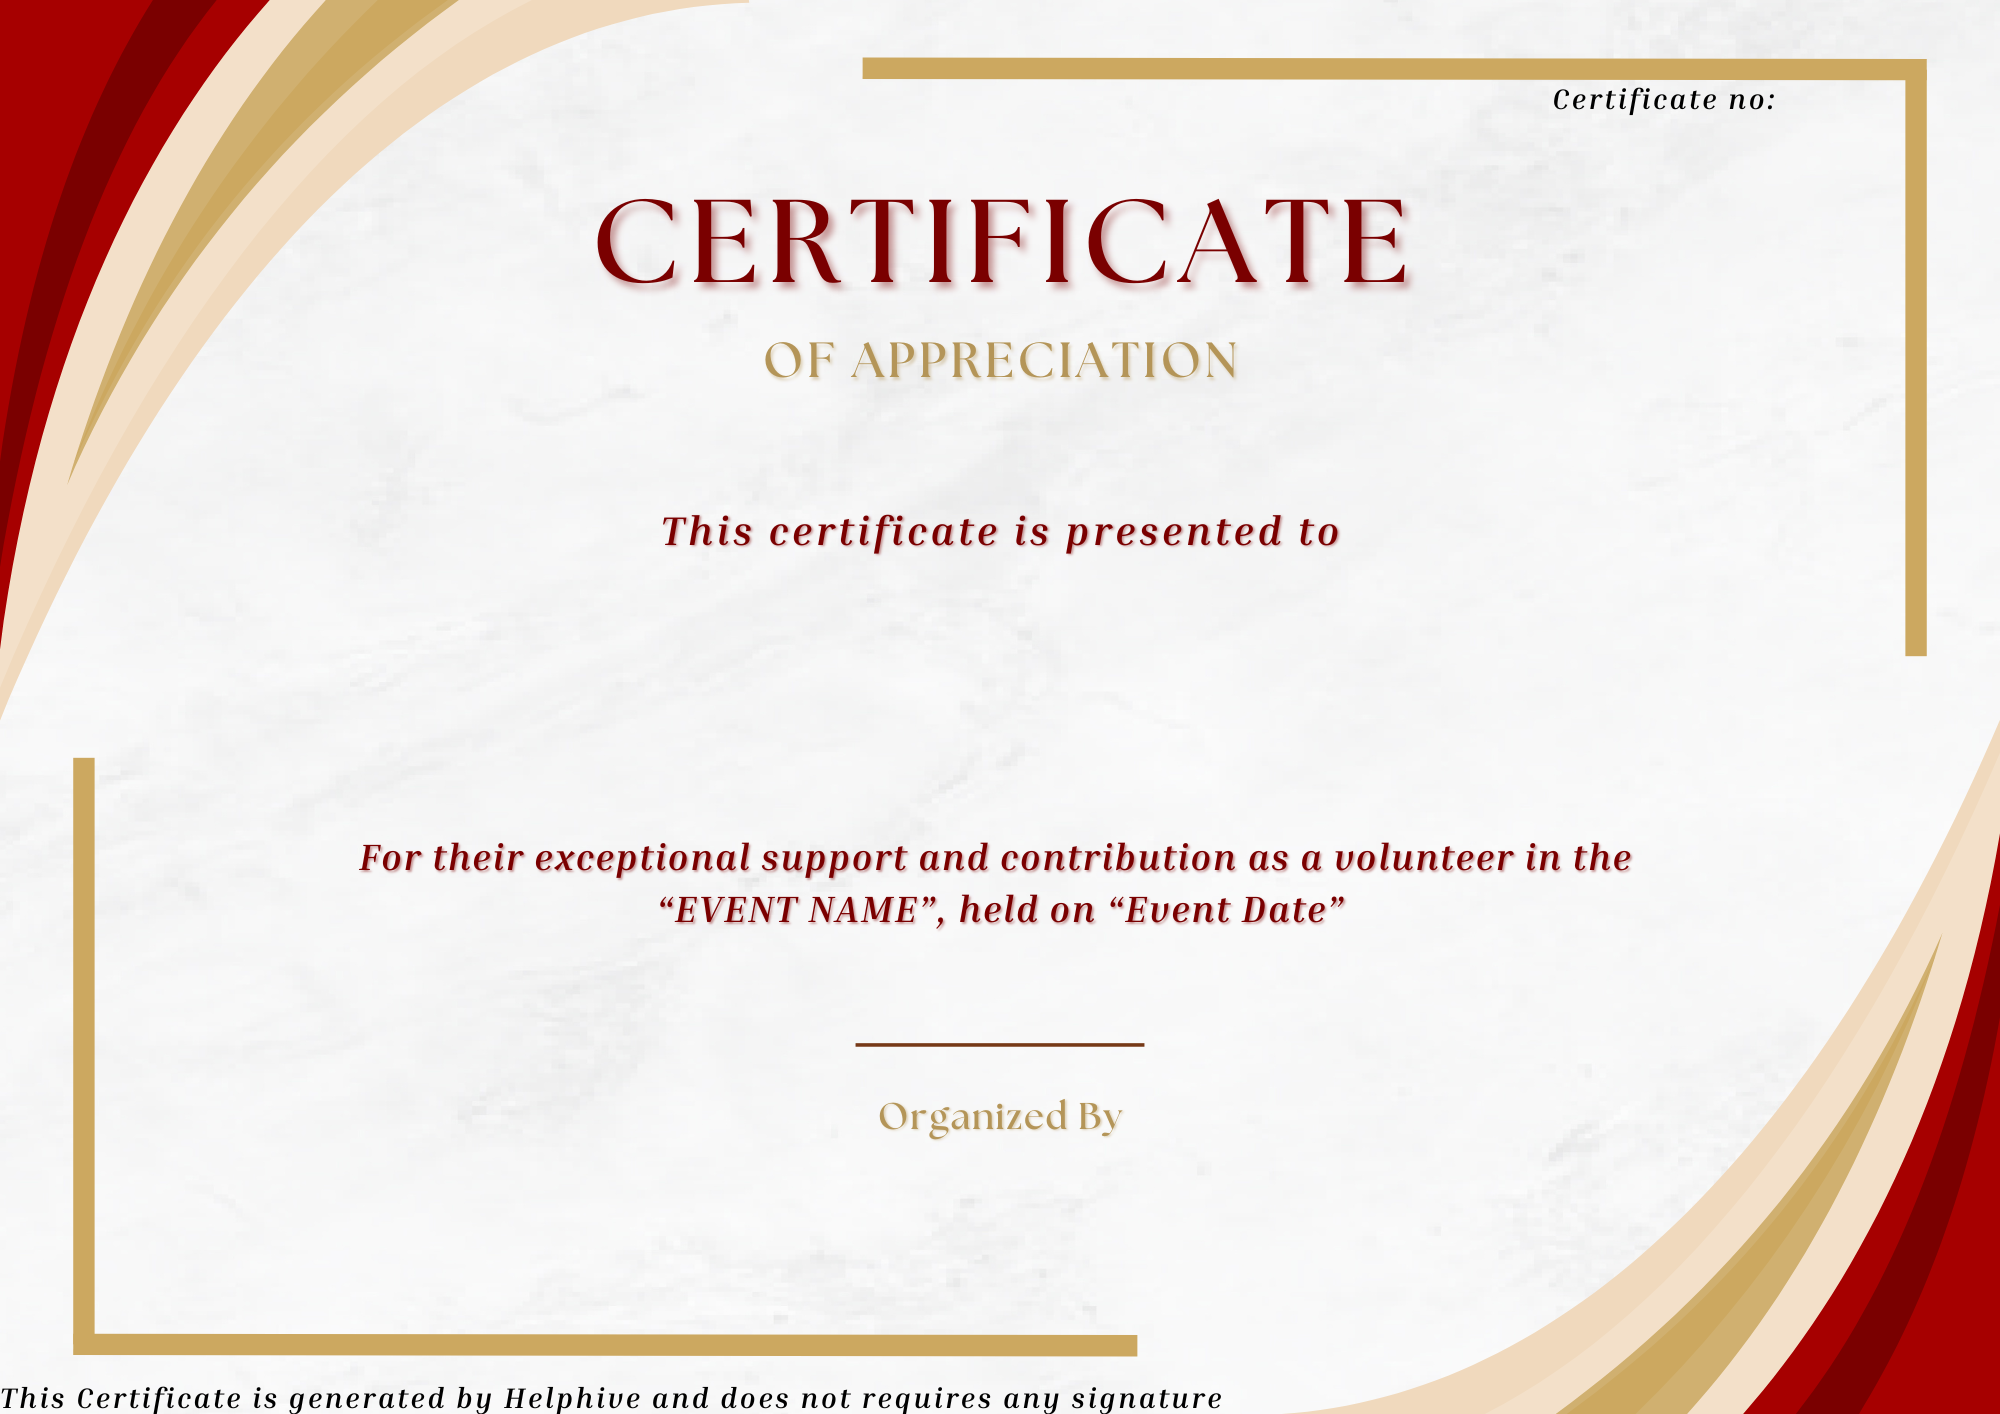 Certificate no:
CERTIFICATE
OF APPRECIATION
This certificate is presented to
For their exceptional support and contribution as a volunteer in the
“EVENT NAME”, held on “Event Date”
Organized By
This Certificate is generated by Helphive and does not requires any signature